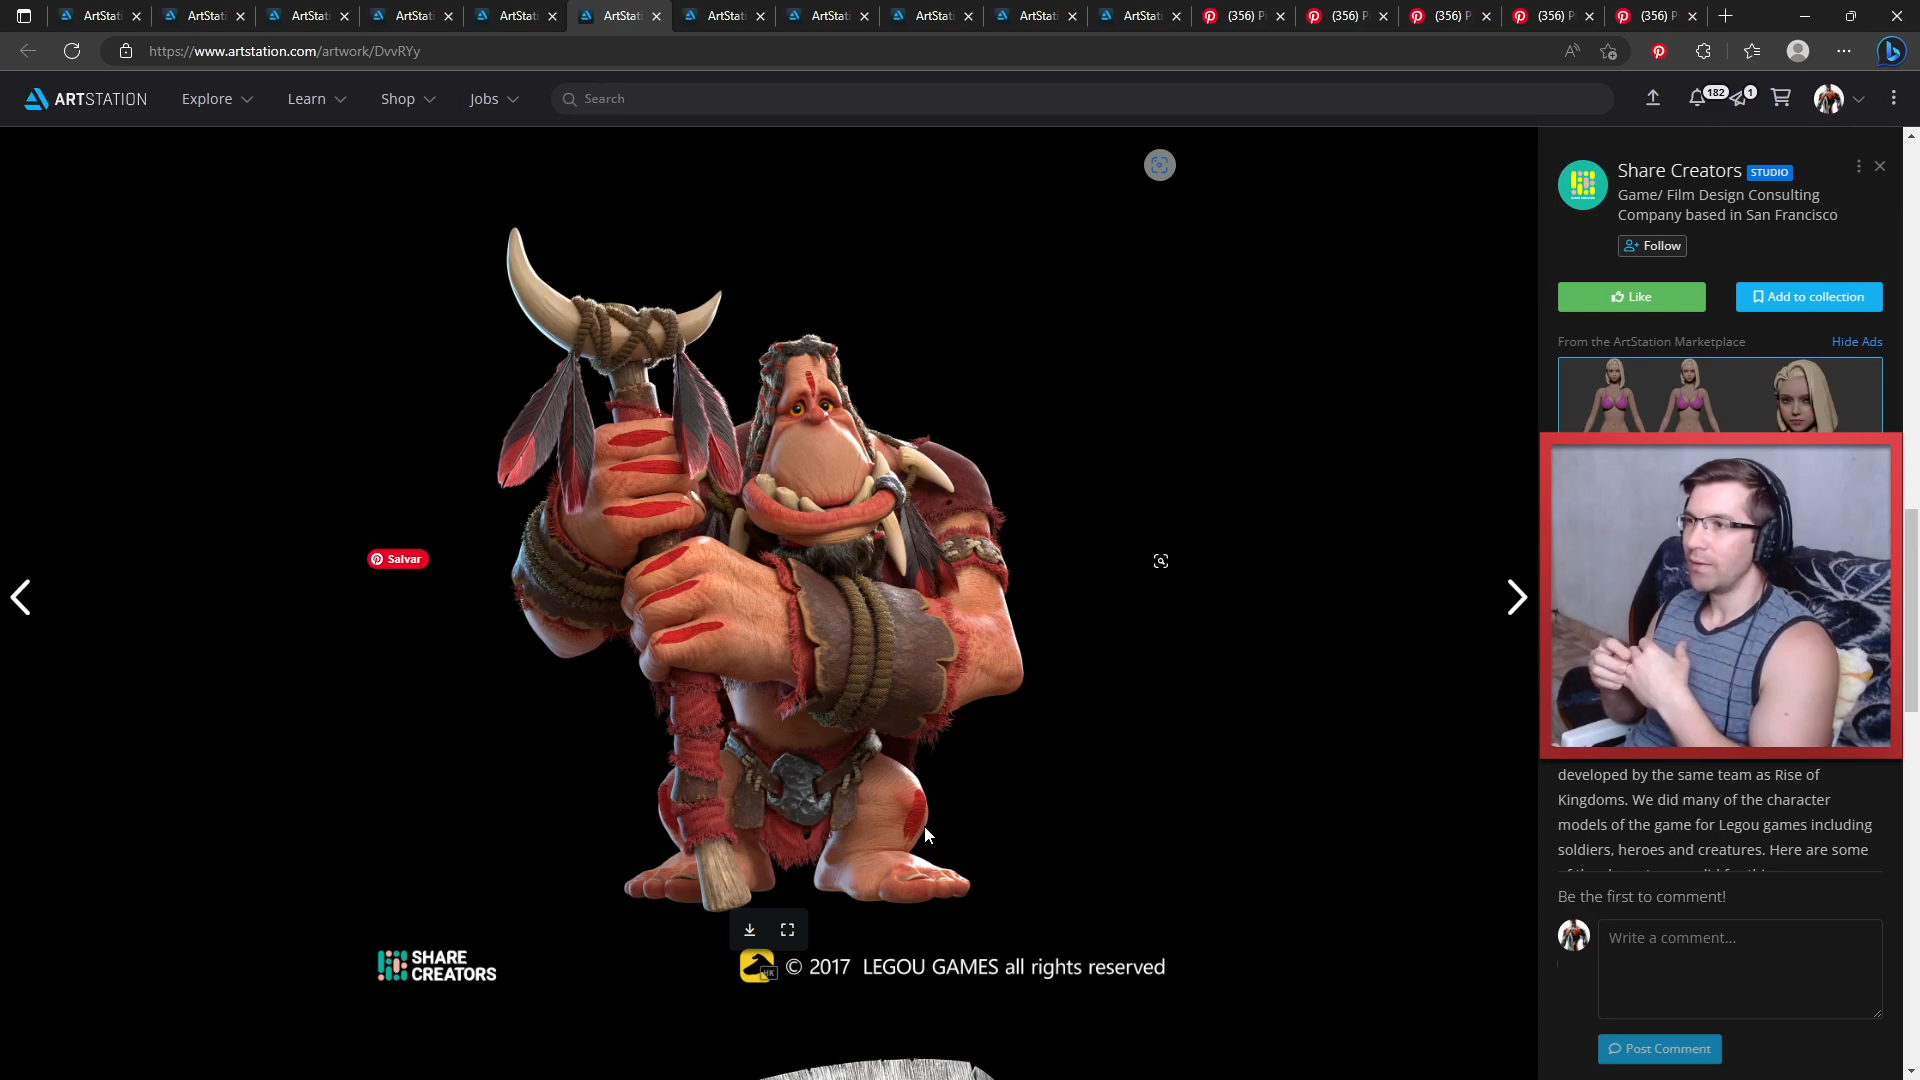 ArtStati
ArtStati
ArtStati
ArtStati
ArtStati
ArtStati
ArtStati
ArtStati
ArtStati
ArtStati
ArtStati
(356) P
(356) P
(356) P
(356) P
(356) P
https://www.artstation.com/artwork/DvvRYy
ARTSTATION
Explore
Learn
Shop
Jobs
Search
182
1
Share Creators STUDIO
Game/ Film Design Consulting
Company based in San Francisco
Follow
Like
Add to collection
From the ArtStation Marketplace
Hide Ads
Salvar
developed by the same team as Rise of
Kingdoms. We did many of the character
models of the game for Legou games including
soldiers, heroes and creatures. Here are some
Be the first to comment!
Write a comment...
Post Comment
SHARE
CREATORS
HK
© 2017 LEGOU GAMES all rights reserved